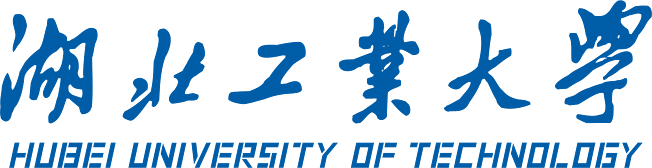 湖北工業大學
HUBEI UNIVERSITY OF TECHNOLOGY